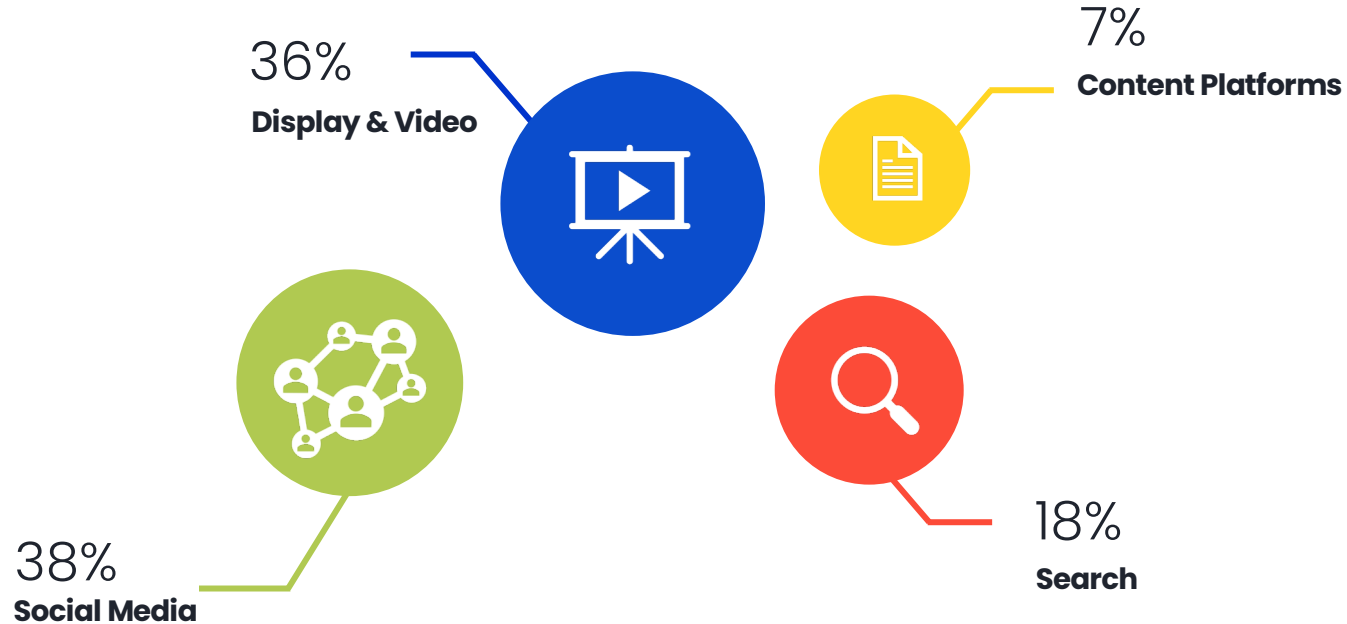 36%
Display & Video
7%
Content Platforms
38%
Social Media
18%
Search